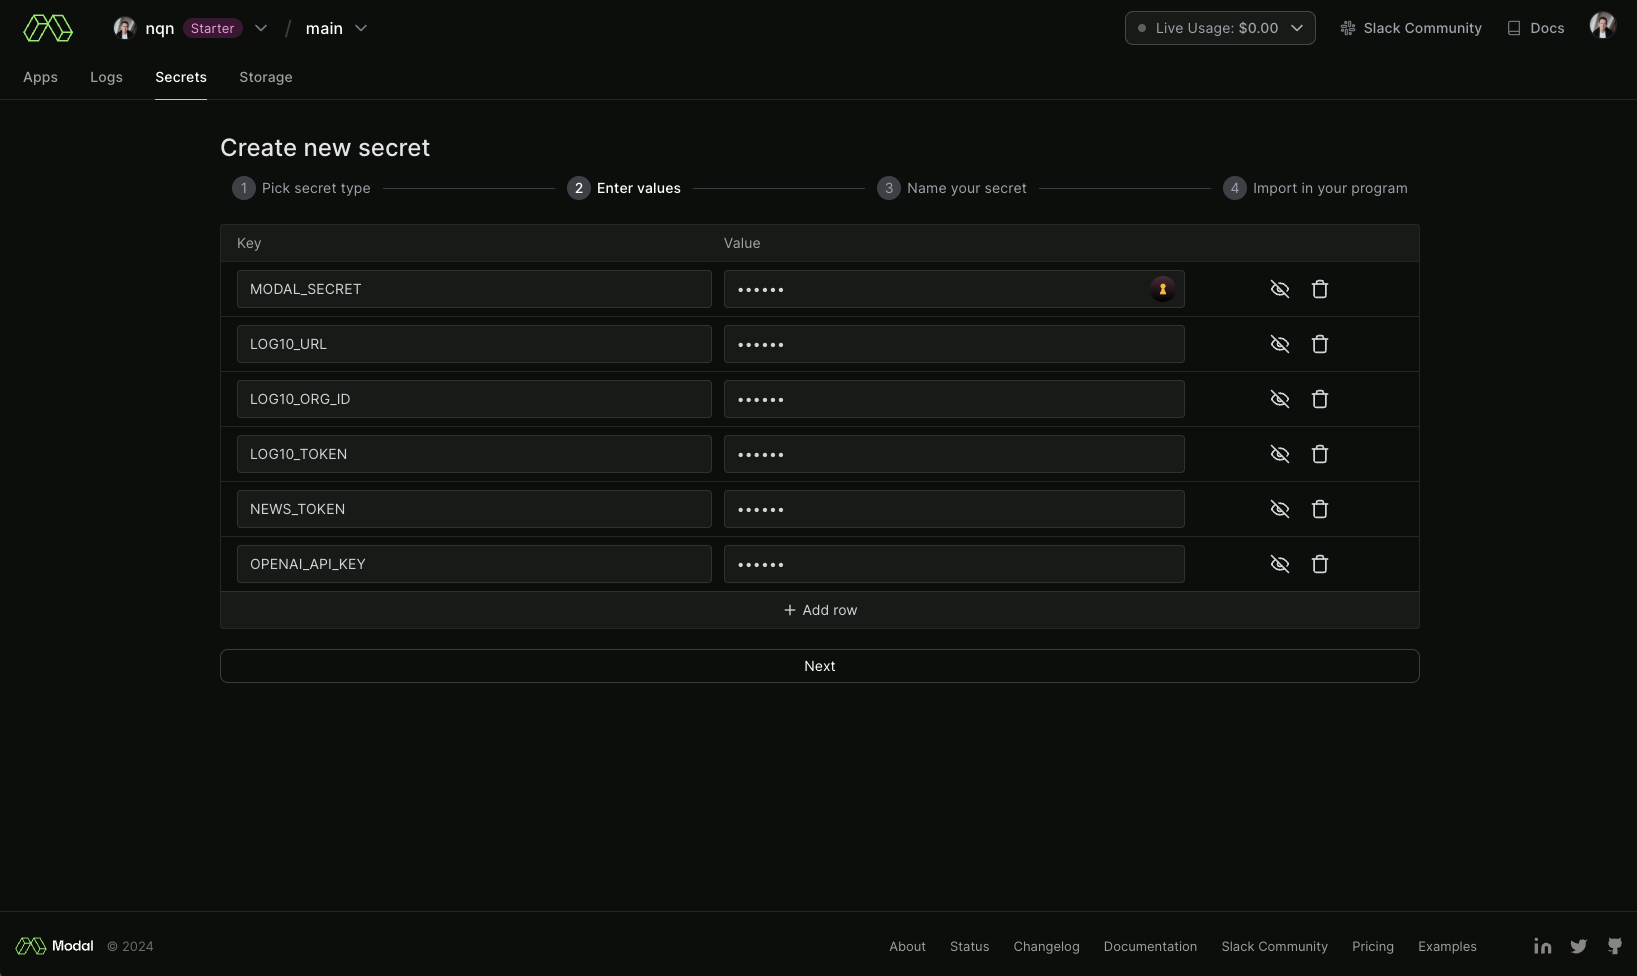 nqn Starter / main Live Usage: $0.00 Slack Community Docs
Apps Logs Secrets Storage
Create new secret
1 Pick secret type 2 Enter values 3 Name your secret 4 Import in your program
Key Value
MODAL_SECRET ••••••
LOG10_URL ••••••
LOG10_ORG_ID ••••••
LOG10_TOKEN ••••••
NEWS_TOKEN ••••••
OPENAI_API_KEY ••••••
+ Add row
Next
Modal © 2024 About Status Changelog Documentation Slack Community Pricing Examples